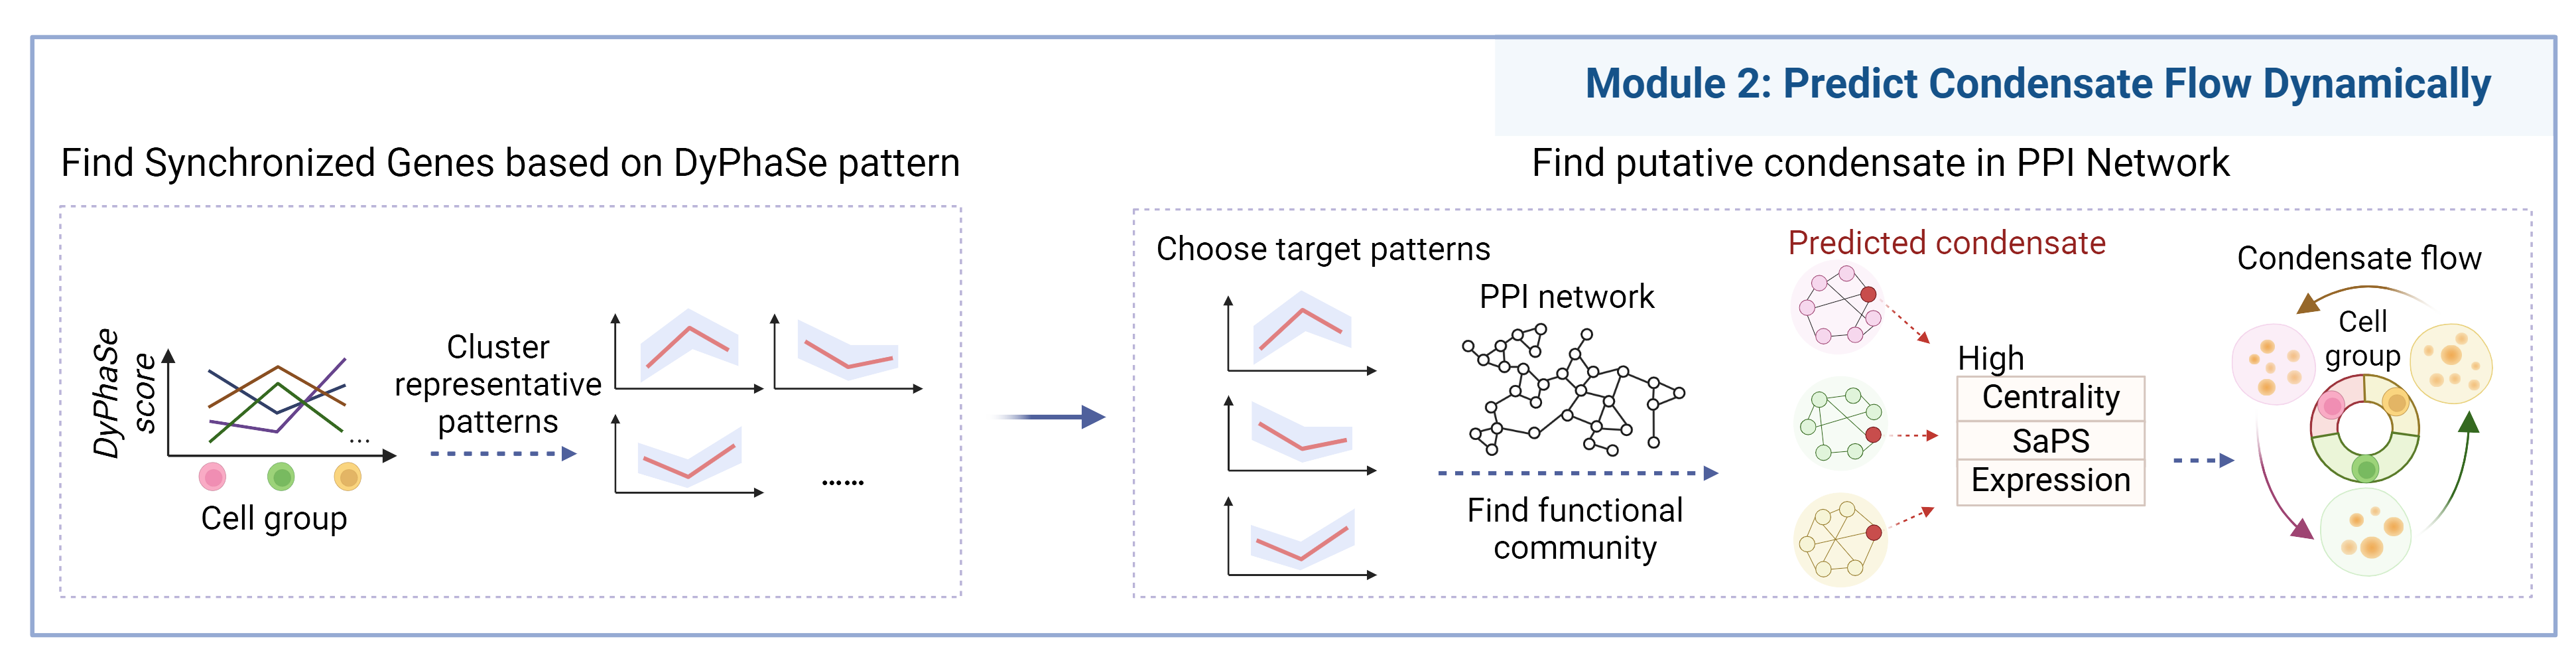 Module 2: Predict Condensate Flow Dynamically
Find Synchronized Genes based on DyPhaSe pattern
DyPhaSe
score
...
Cell group
Cluster
representative
patterns
......
Find putative condensate in PPI Network
Choose target patterns
PPI network
Find functional
community
Predicted condensate
High
Centrality
SaPS
Expression
Condensate flow
Cell
group